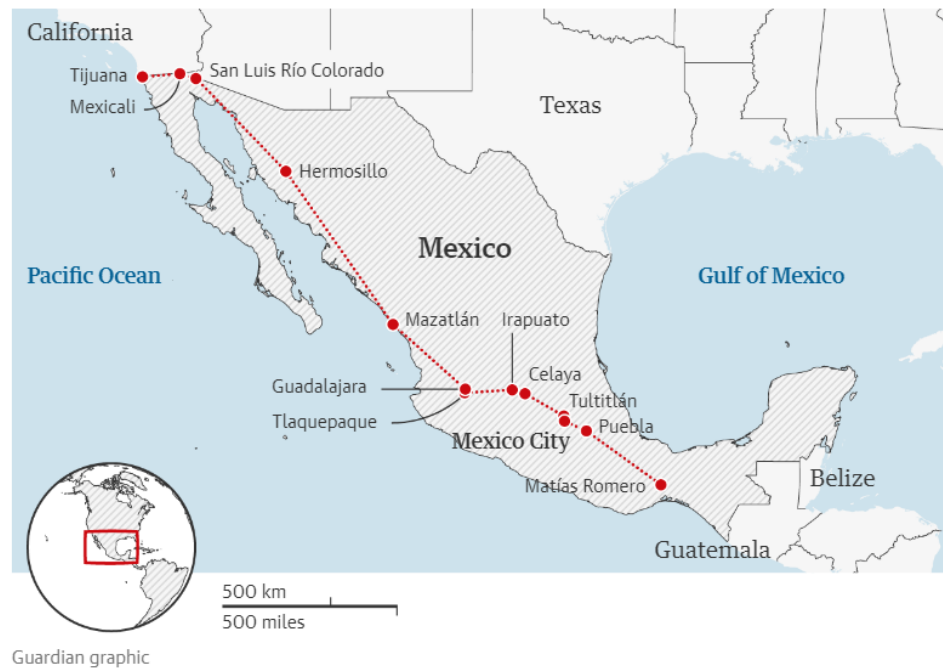 California
Tijuana
San Luis Río Colorado
Mexicali
Texas
Hermosillo
Mexico
Pacific Ocean
Gulf of Mexico
Mazatlán
Irapuato
Guadalajara
Celaya
Tlaquepaque
Tultitlán
Puebla
Mexico City
Matías Romero
Belize
Guatemala
500 km
500 miles
Guardian graphic